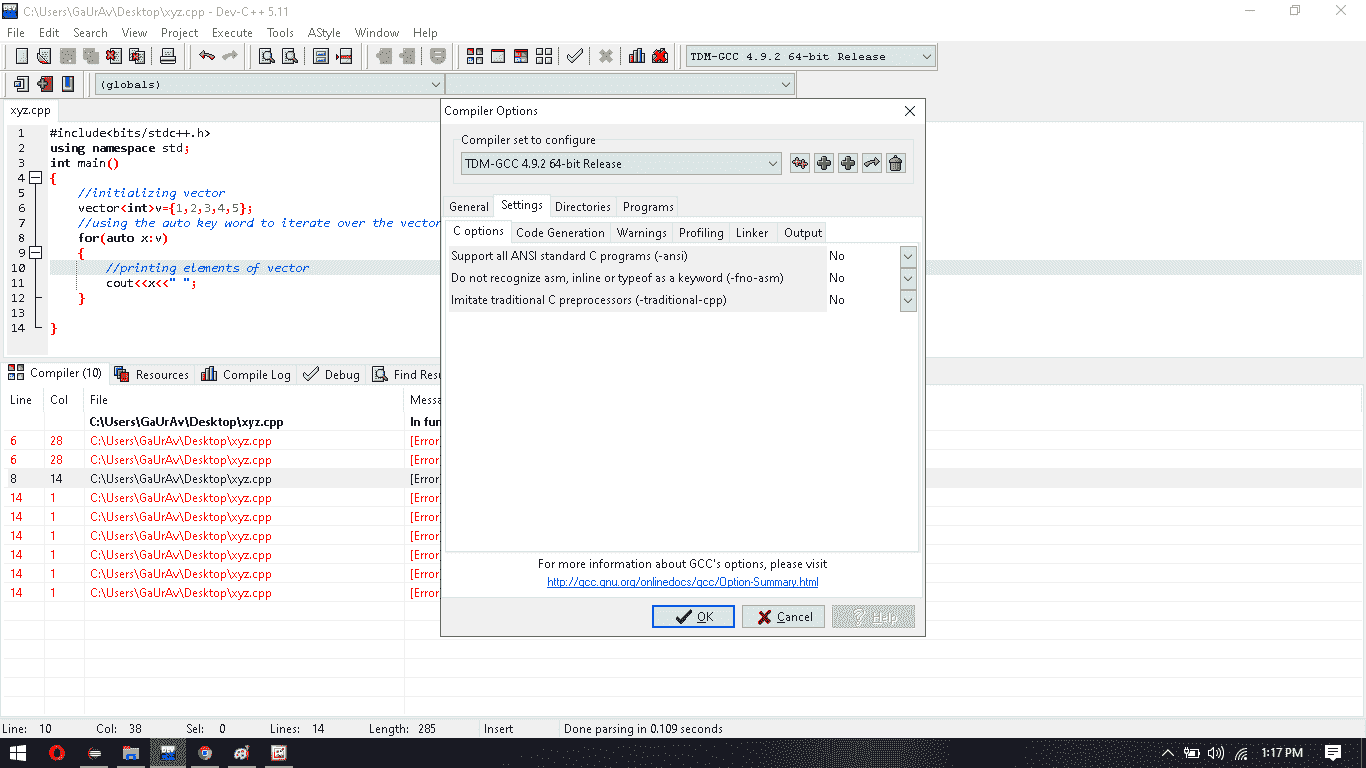 C:\Users\GaUrAv\Desktop\xyz.cpp - Dev-C++ 5.11
File Edit Search View Project Execute Tools AStyle Window Help
TDM-GCC 4.9.2 64-bit Release
(globals)
xyz.cpp
1 #include<bits/stdc++.h>
2 using namespace std;
3 int main()
4 {
5 //initializing vector
6 vector<int>v={1,2,3,4,5};
7 //using the auto key word to iterate over the vector
8 for(auto x:v)
9 {
10 //printing elements of vector
11 cout<<x<<" ";
12 }
13
14 }
Compiler Options
Compiler set to configure
TDM-GCC 4.9.2 64-bit Release
General Settings Directories Programs
C options Code Generation Warnings Profiling Linker Output
Support all ANSI standard C programs (-ansi) No
Do not recognize asm, inline or typeof as a keyword (-fno-asm) No
Imitate traditional C preprocessors (-traditional-cpp) No
For more information about GCC's options, please visit
http://gcc.gnu.org/onlinedocs/gcc/Option-Summary.html
OK Cancel Help
Compiler (10) Resources Compile Log Debug Find Resu
Line Col File Messa
C:\Users\GaUrAv\Desktop\xyz.cpp In fun
6 28 C:\Users\GaUrAv\Desktop\xyz.cpp [Error
6 28 C:\Users\GaUrAv\Desktop\xyz.cpp [Error
8 14 C:\Users\GaUrAv\Desktop\xyz.cpp [Error
14 1 C:\Users\GaUrAv\Desktop\xyz.cpp [Error
14 1 C:\Users\GaUrAv\Desktop\xyz.cpp [Error
14 1 C:\Users\GaUrAv\Desktop\xyz.cpp [Error
14 1 C:\Users\GaUrAv\Desktop\xyz.cpp [Error
14 1 C:\Users\GaUrAv\Desktop\xyz.cpp [Error
14 1 C:\Users\GaUrAv\Desktop\xyz.cpp [Error
Line: 10 Col: 38 Sel: 0 Lines: 14 Length: 285 Insert Done parsing in 0.109 seconds
1:17 PM